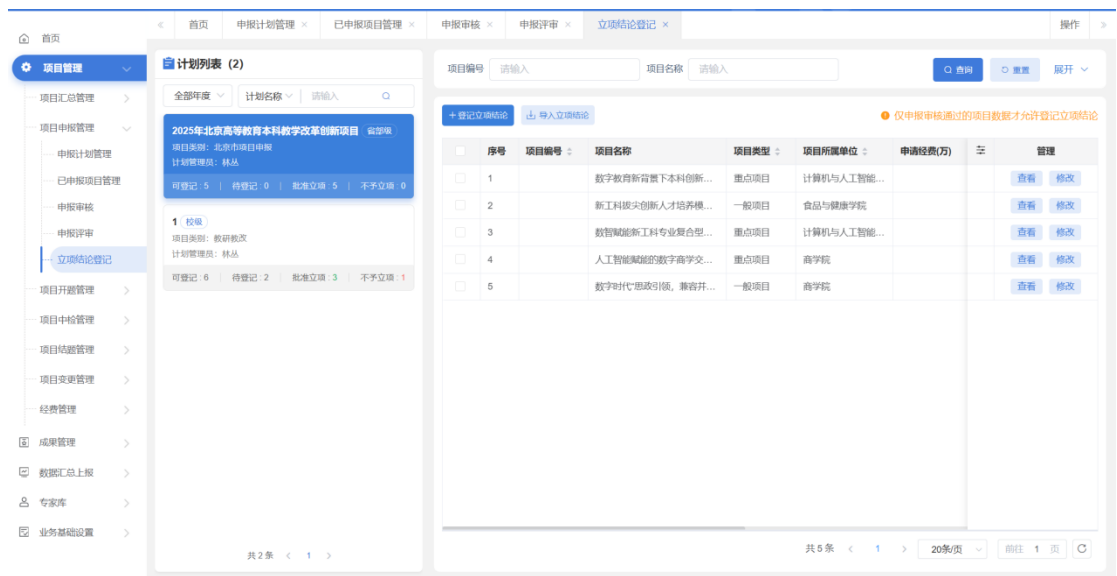 首页 申报计划管理 × 已申报项目管理 × 申报审核 × 申报评审 × 立项结论登记 × 操作
首页
项目管理
项目汇总管理
项目申报管理
申报计划管理
已申报项目管理
申报审核
申报评审
立项结论登记
项目开题管理
项目中检管理
项目结题管理
项目变更管理
经费管理
成果管理
数据汇总上报
专家库
业务基础设置
计划列表（2）
全部年度 计划名称 请输入
2025年北京高等教育本科教学改革创新项目 省部级
项目类别：北京市项目申报
计划管理员：林丛
可登记：5 | 待登记：0 | 批准立项：5 | 不予立项：0
1 校级
项目类别：教研教改
计划管理员：林丛
可登记：6 | 待登记：2 | 批准立项：3 | 不予立项：1
共2条 < 1 >
项目编号 请输入 项目名称 请输入 查询 重置 展开
+登记立项结论 导入立项结论 仅申报审核通过的项目数据才允许登记立项结论
序号 项目编号 项目名称 项目类型 项目所属单位 申请经费(万) 管理
1 数字教育新背景下本科创新... 重点项目 计算机与人工智能... 查看 修改
2 新工科拔尖创新人才培养模... 一般项目 食品与健康学院 查看 修改
3 数智赋能新工科专业复合型... 重点项目 计算机与人工智能... 查看 修改
4 人工智能赋能的数字商学交... 重点项目 商学院 查看 修改
5 数字时代“思政引领，兼容并... 一般项目 商学院 查看 修改
共5条 < 1 > 20条/页 前往 1 页